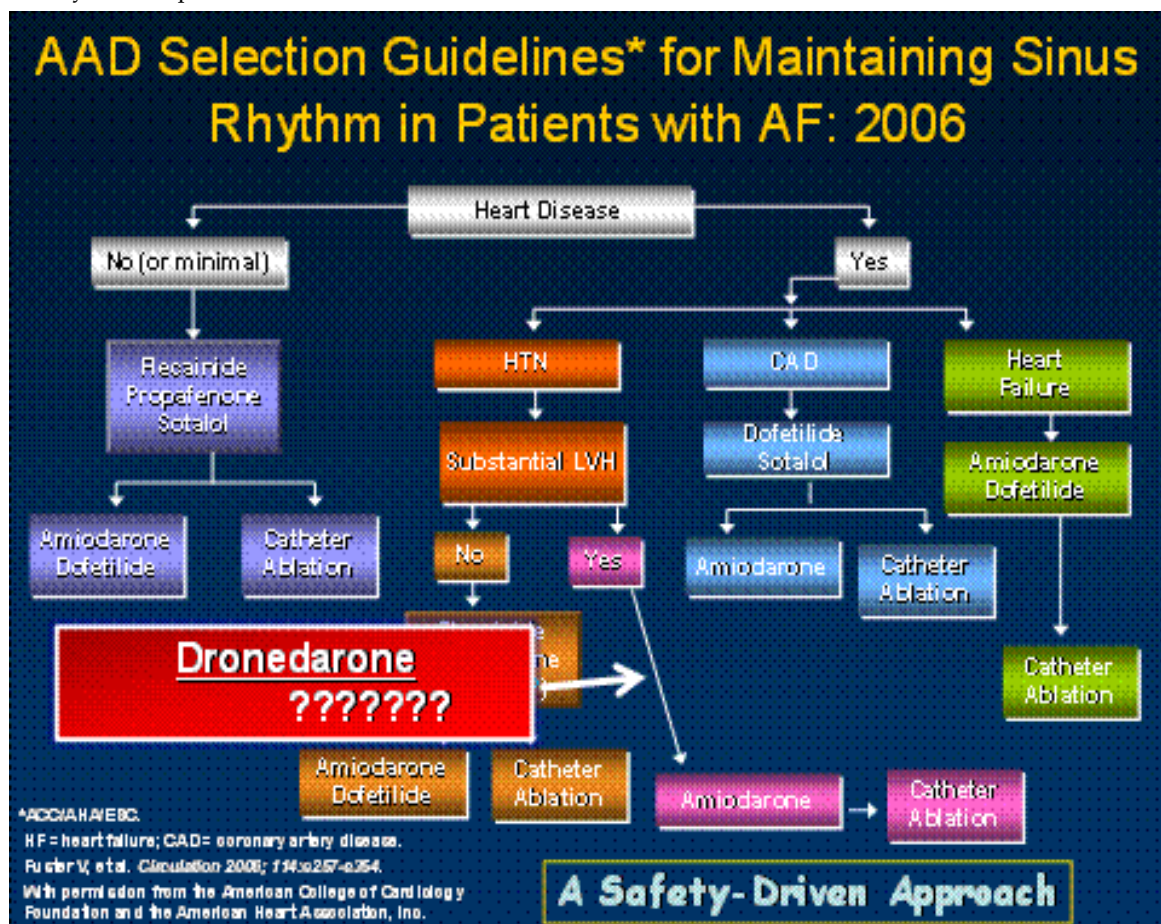 AAD Selection Guidelines* for Maintaining Sinus
Rhythm in Patients with AF: 2006
Heart Disease
No (or minimal)
Yes
Flecainide
Propafenone
Sotalol
HTN
CAD
Heart
Failure
Substantial LVH
Dofetilide
Sotalol
Amiodarone
Dofetilide
Amiodarone
Dofetilide
Catheter
Ablation
No
Yes
Amiodarone
Catheter
Ablation
Dronedarone
???????
Catheter
Ablation
Amiodarone
Dofetilide
Catheter
Ablation
Amiodarone
Catheter
Ablation
*ACC/AHA/ESC.
HF = heart failure; CAD = coronary artery disease.
Fuster V, et al. Circulation 2006; 114:e257-e354.
With permission from the American College of Cardiology
Foundation and the American Heart Association, Inc.
A Safety-Driven Approach